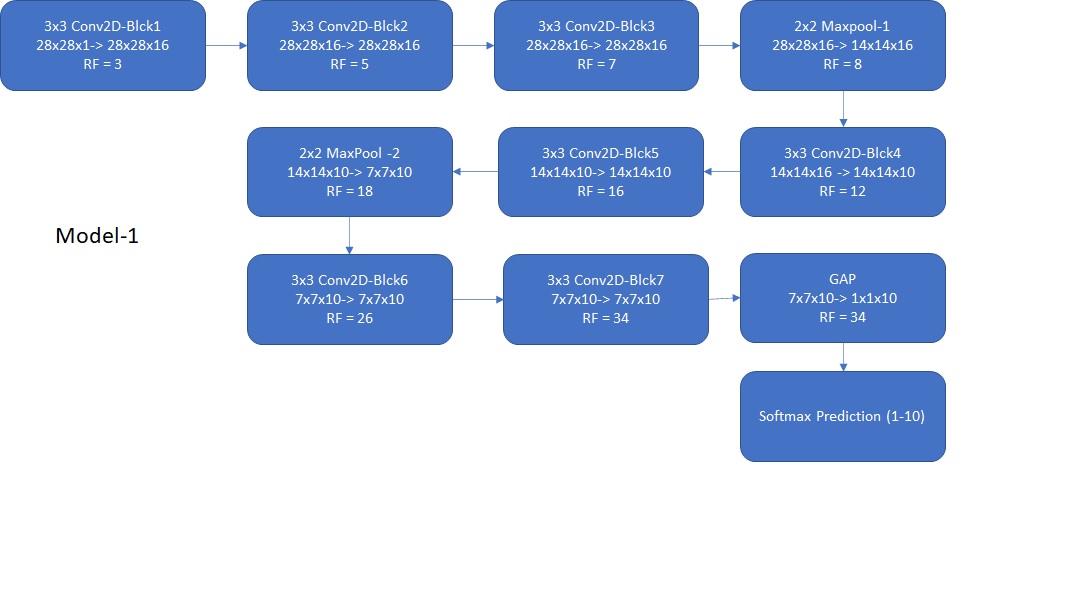 3x3 Conv2D-Blck1
28x28x1-> 28x28x16
RF = 3
3x3 Conv2D-Blck2
28x28x16-> 28x28x16
RF = 5
3x3 Conv2D-Blck3
28x28x16-> 28x28x16
RF = 7
2x2 Maxpool-1
28x28x16-> 14x14x16
RF = 8
3x3 Conv2D-Blck4
14x14x16 -> 14x14x10
RF = 12
3x3 Conv2D-Blck5
14x14x10-> 14x14x10
RF = 16
2x2 MaxPool -2
14x14x10-> 7x7x10
RF = 18
Model-1
3x3 Conv2D-Blck6
7x7x10-> 7x7x10
RF = 26
3x3 Conv2D-Blck7
7x7x10-> 7x7x10
RF = 34
GAP
7x7x10-> 1x1x10
RF = 34
Softmax Prediction (1-10)